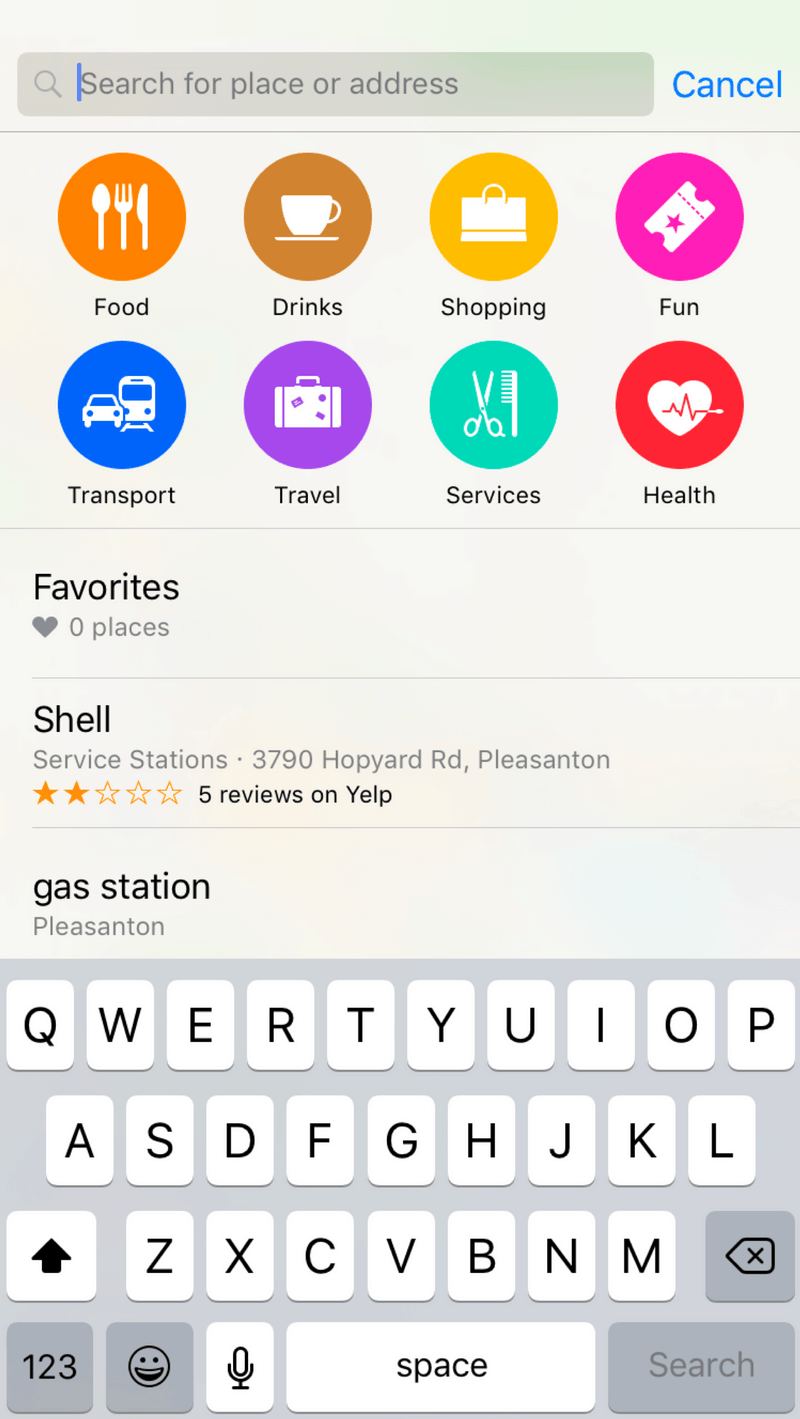 Search for place or address
Cancel
Food Drinks Shopping Fun
Transport Travel Services Health
Favorites
0 places
Shell
Service Stations · 3790 Hopyard Rd, Pleasanton
5 reviews on Yelp
gas station
Pleasanton
Q W E R T Y U I O P
A S D F G H J K L
Z X C V B N M
123 space Search